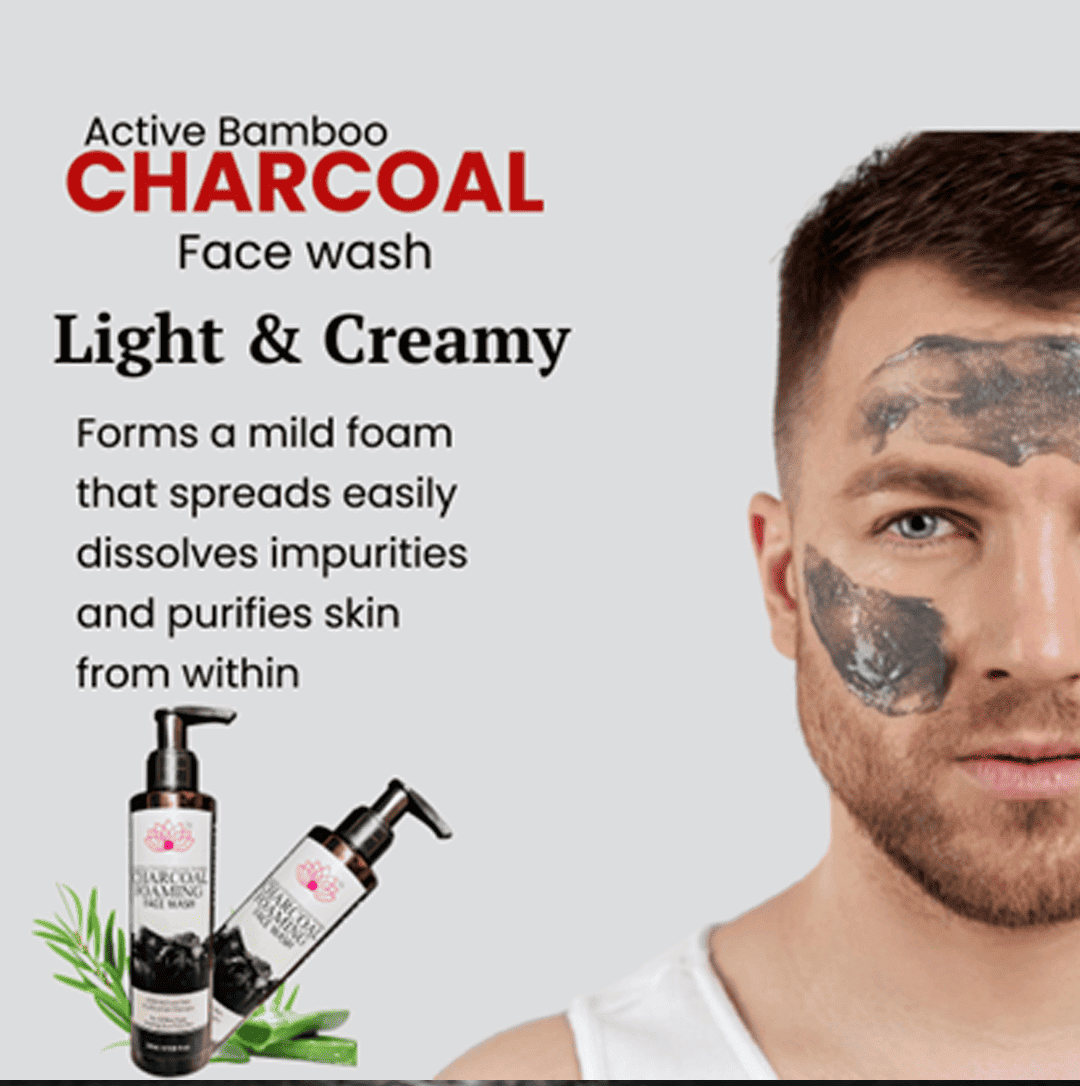 Active Bamboo
CHARCOAL
Face wash
Light & Creamy
Forms a mild foam
that spreads easily
dissolves impurities
and purifies skin
from within
CHARCOAL
FOAMING
FACE WASH
CHARCOAL
FOAMING
FACE WASH